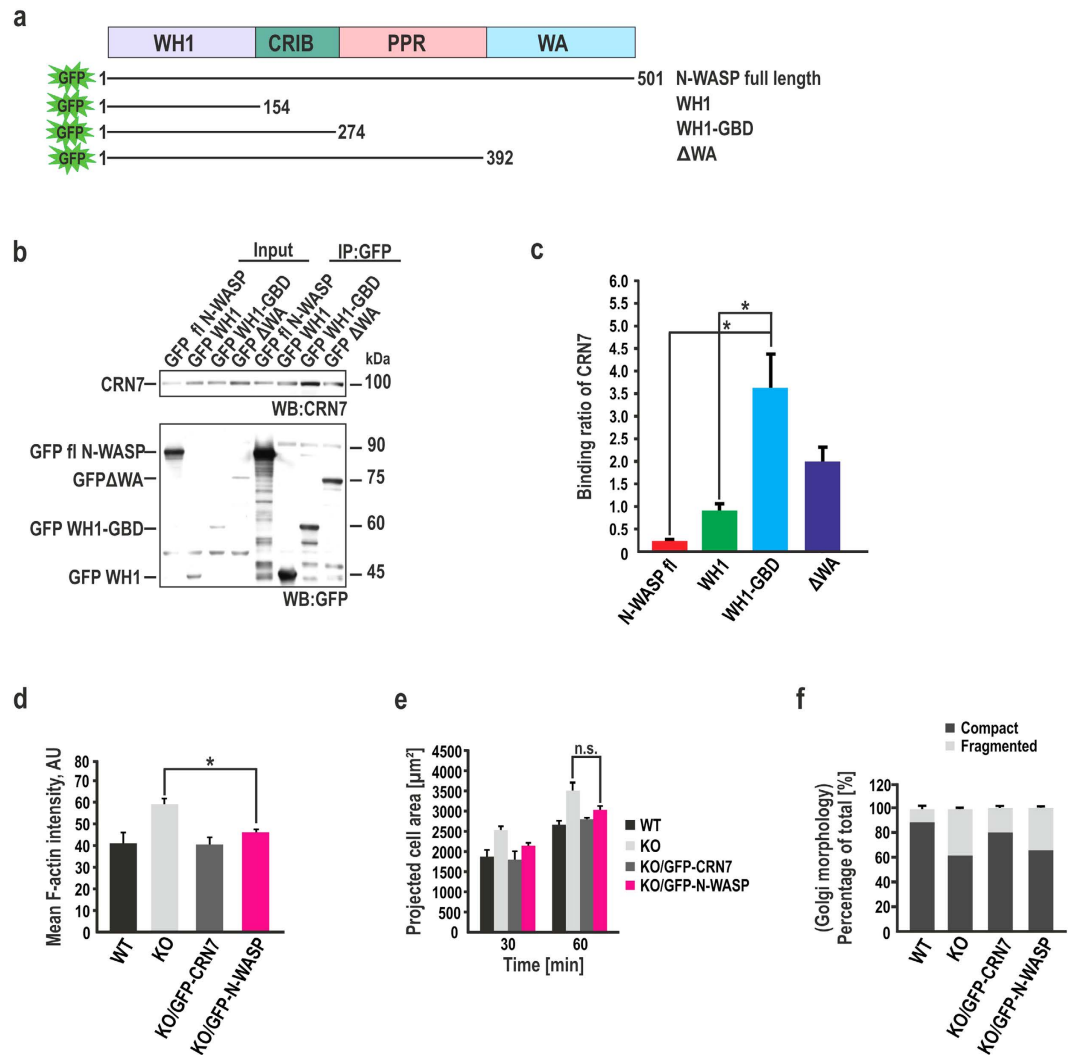 a
WH1 CRIB PPR WA
GFP 1 501 N-WASP full length
GFP 1 154 WH1
GFP 1 274 WH1-GBD
GFP 1 392 ΔWA
b
Input IP:GFP
GFP fl N-WASP
GFP WH1
GFP WH1-GBD
GFP ΔWA
GFP fl N-WASP
GFP WH1
GFP WH1-GBD
GFP ΔWA
kDa
CRN7 100
WB:CRN7
GFP fl N-WASP 90
GFPΔWA 75
GFP WH1-GBD 60
GFP WH1 45
WB:GFP
c
Binding ratio of CRN7
6.0
5.5
5.0
4.5
4.0
3.5
3.0
2.5
2.0
1.5
1.0
0.5
0
*
*
N-WASP fl
WH1
WH1-GBD
ΔWA
d
Mean F-actin intensity, AU
80
70
60
50
40
30
20
10
0
*
WT
KO
KO/GFP-CRN7
KO/GFP-N-WASP
e
Projected cell area [µm²]
4500
4000
3500
3000
2500
2000
1500
1000
500
0
n.s.
30 60
Time [min]
WT
KO
KO/GFP-CRN7
KO/GFP-N-WASP
f
Compact
Fragmented
(Golgi morphology)
Percentage of total [%]
120
100
80
60
40
20
0
WT
KO
KO/GFP-CRN7
KO/GFP-N-WASP